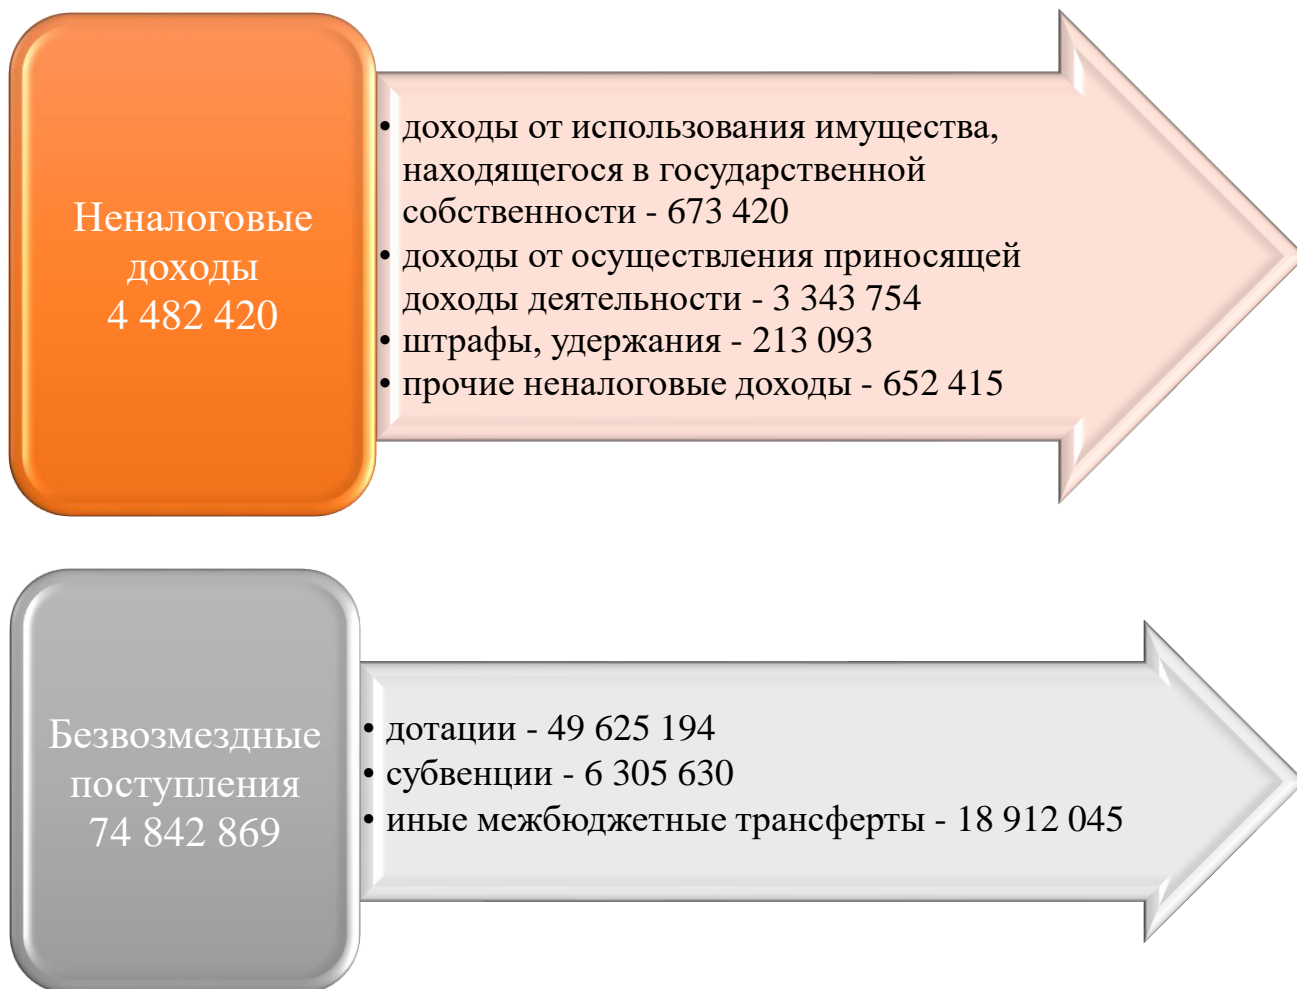 Неналоговые
доходы
4 482 420
• доходы от использования имущества,
находящегося в государственной
собственности - 673 420
• доходы от осуществления приносящей
доходы деятельности - 3 343 754
• штрафы, удержания - 213 093
• прочие неналоговые доходы - 652 415
Безвозмездные
поступления
74 842 869
• дотации - 49 625 194
• субвенции - 6 305 630
• иные межбюджетные трансферты - 18 912 045